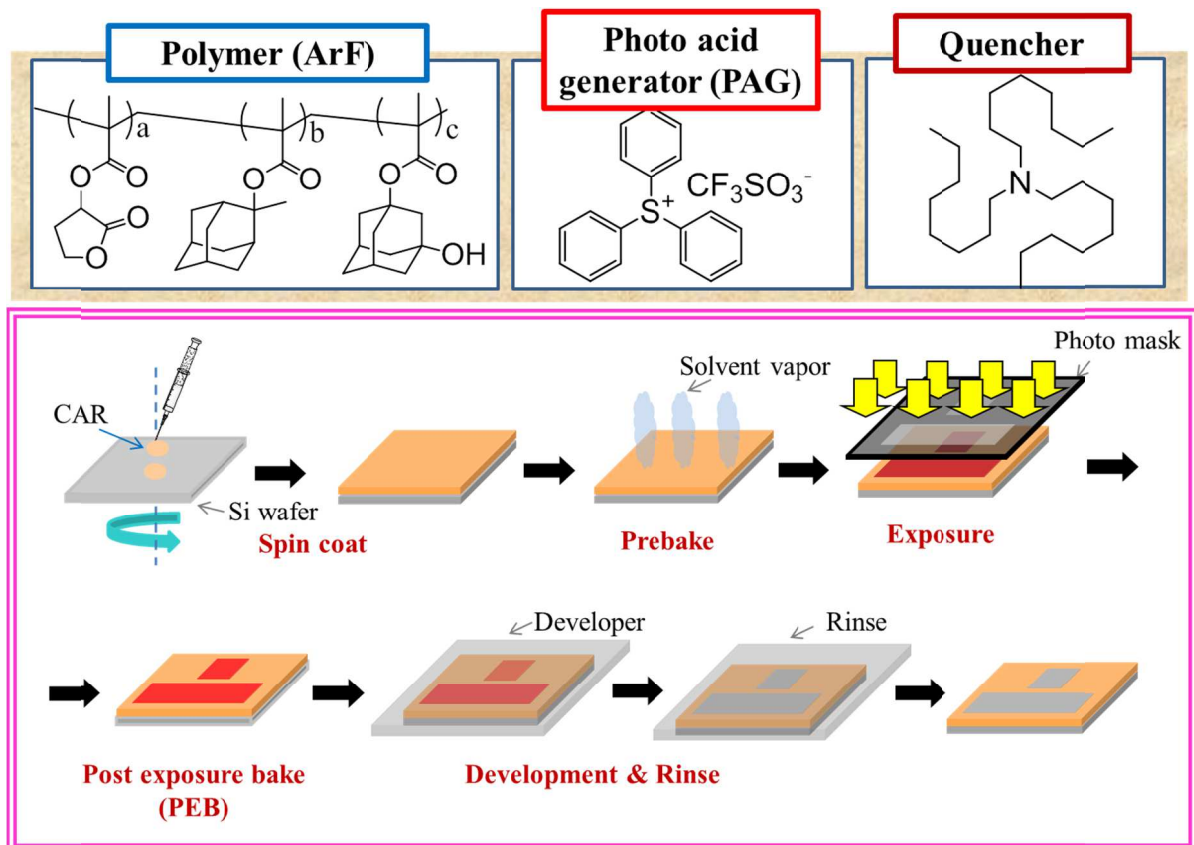 Polymer (ArF)
Photo acid
generator (PAG)
Quencher
a
b
c
O
O
O
O
O
O
O
O
OH
S+
CF3SO3-
N
Photo mask
Solvent vapor
CAR
Si wafer
Spin coat
Prebake
Exposure
Developer
Rinse
Post exposure bake
(PEB)
Development & Rinse